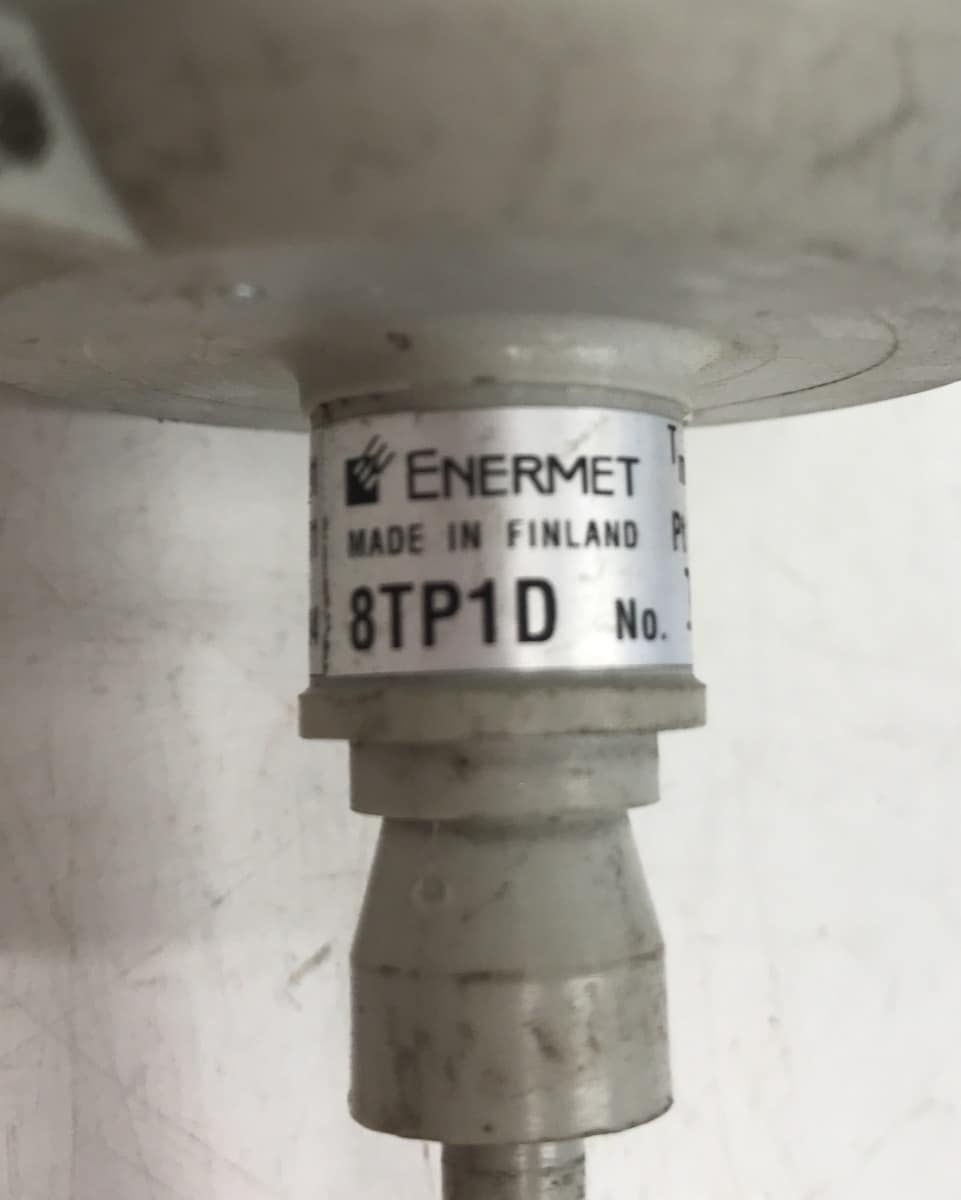 ENERMET
MADE IN FINLAND
8TP1D No.